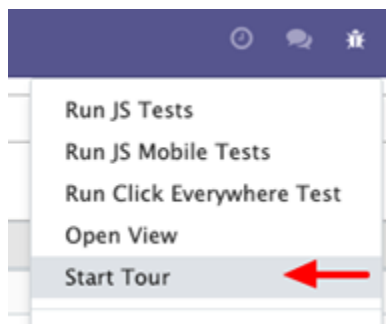 Run JS Tests
Run JS Mobile Tests
Run Click Everywhere Test
Open View
Start Tour